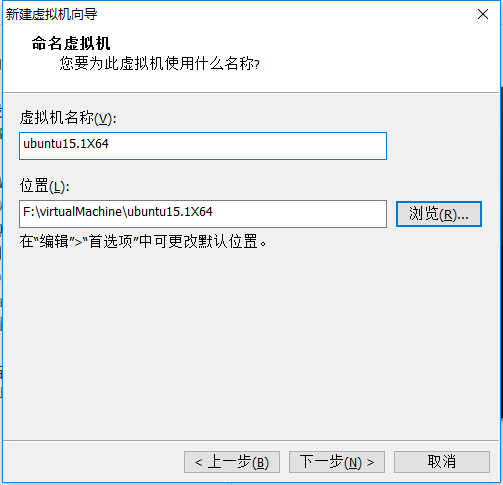 新建虚拟机向导
命名虚拟机
您要为此虚拟机使用什么名称?
虚拟机名称(V):
ubuntu15.1X64
位置(L):
F:\virtualMachine\ubuntu15.1X64
浏览(R)...
在“编辑”>“首选项”中可更改默认位置。
< 上一步(B)
下一步(N) >
取消